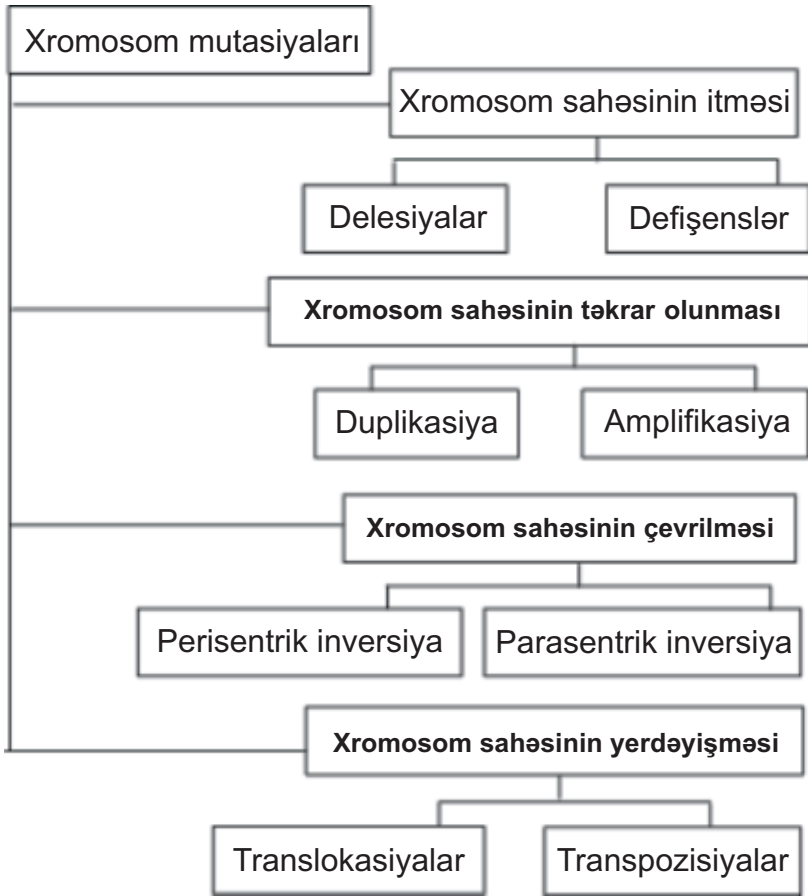 Xromosom mutasiyaları
Xromosom sahəsinin itməsi
Delesiyalar
Defişenslər
Xromosom sahəsinin təkrar olunması
Duplikasiya
Amplifikasiya
Xromosom sahəsinin çevrilməsi
Perisentrik inversiya
Parasentrik inversiya
Xromosom sahəsinin yerdəyişməsi
Translokasiyalar
Transpozisiyalar